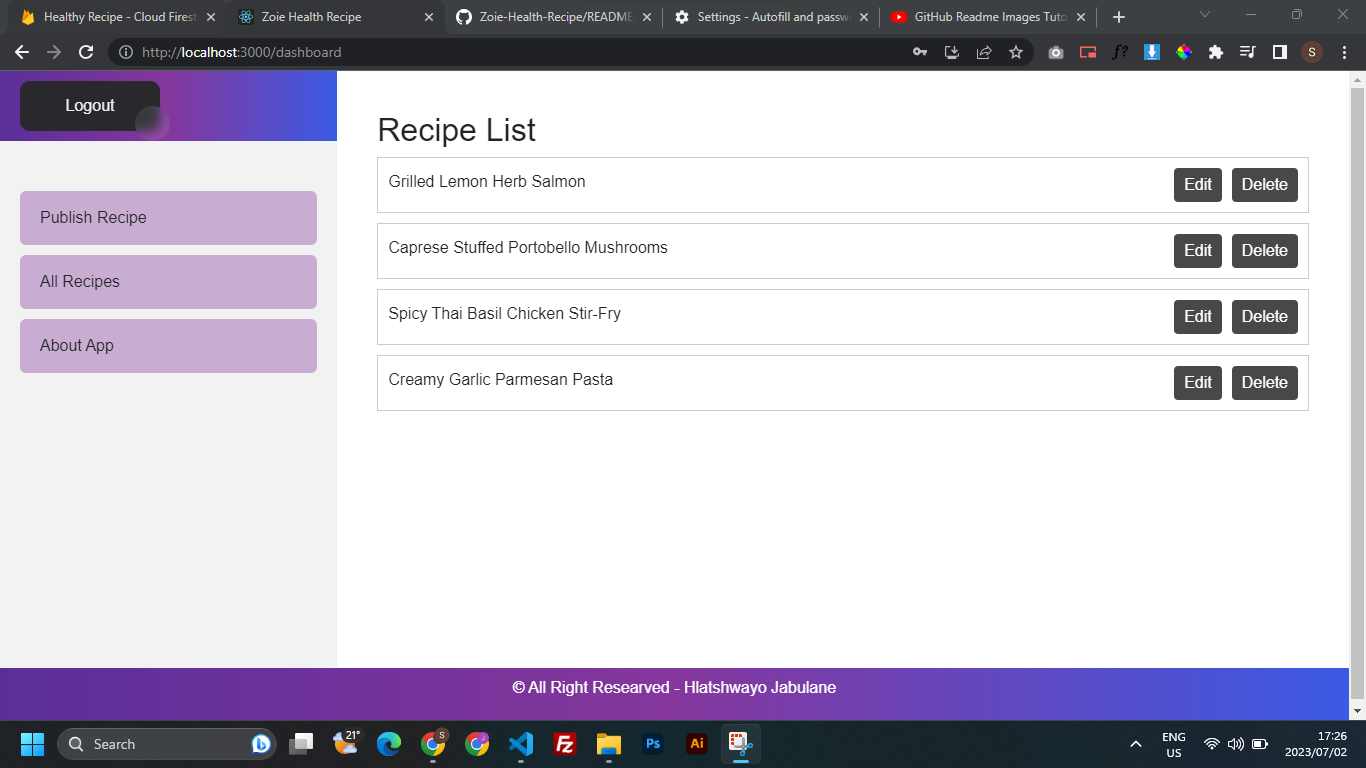 Healthy Recipe - Cloud Firest
Zoie Health Recipe
Zoie-Health-Recipe/README
Settings - Autofill and passw
GitHub Readme Images Tuto
http://localhost:3000/dashboard
f?
S
Logout
Publish Recipe
All Recipes
About App
Recipe List
Grilled Lemon Herb Salmon Edit Delete
Caprese Stuffed Portobello Mushrooms Edit Delete
Spicy Thai Basil Chicken Stir-Fry Edit Delete
Creamy Garlic Parmesan Pasta Edit Delete
© All Right Researved - Hlatshwayo Jabulane
Search
21°
S
J
Fz
Ps
Ai
ENG
US
17:26
2023/07/02